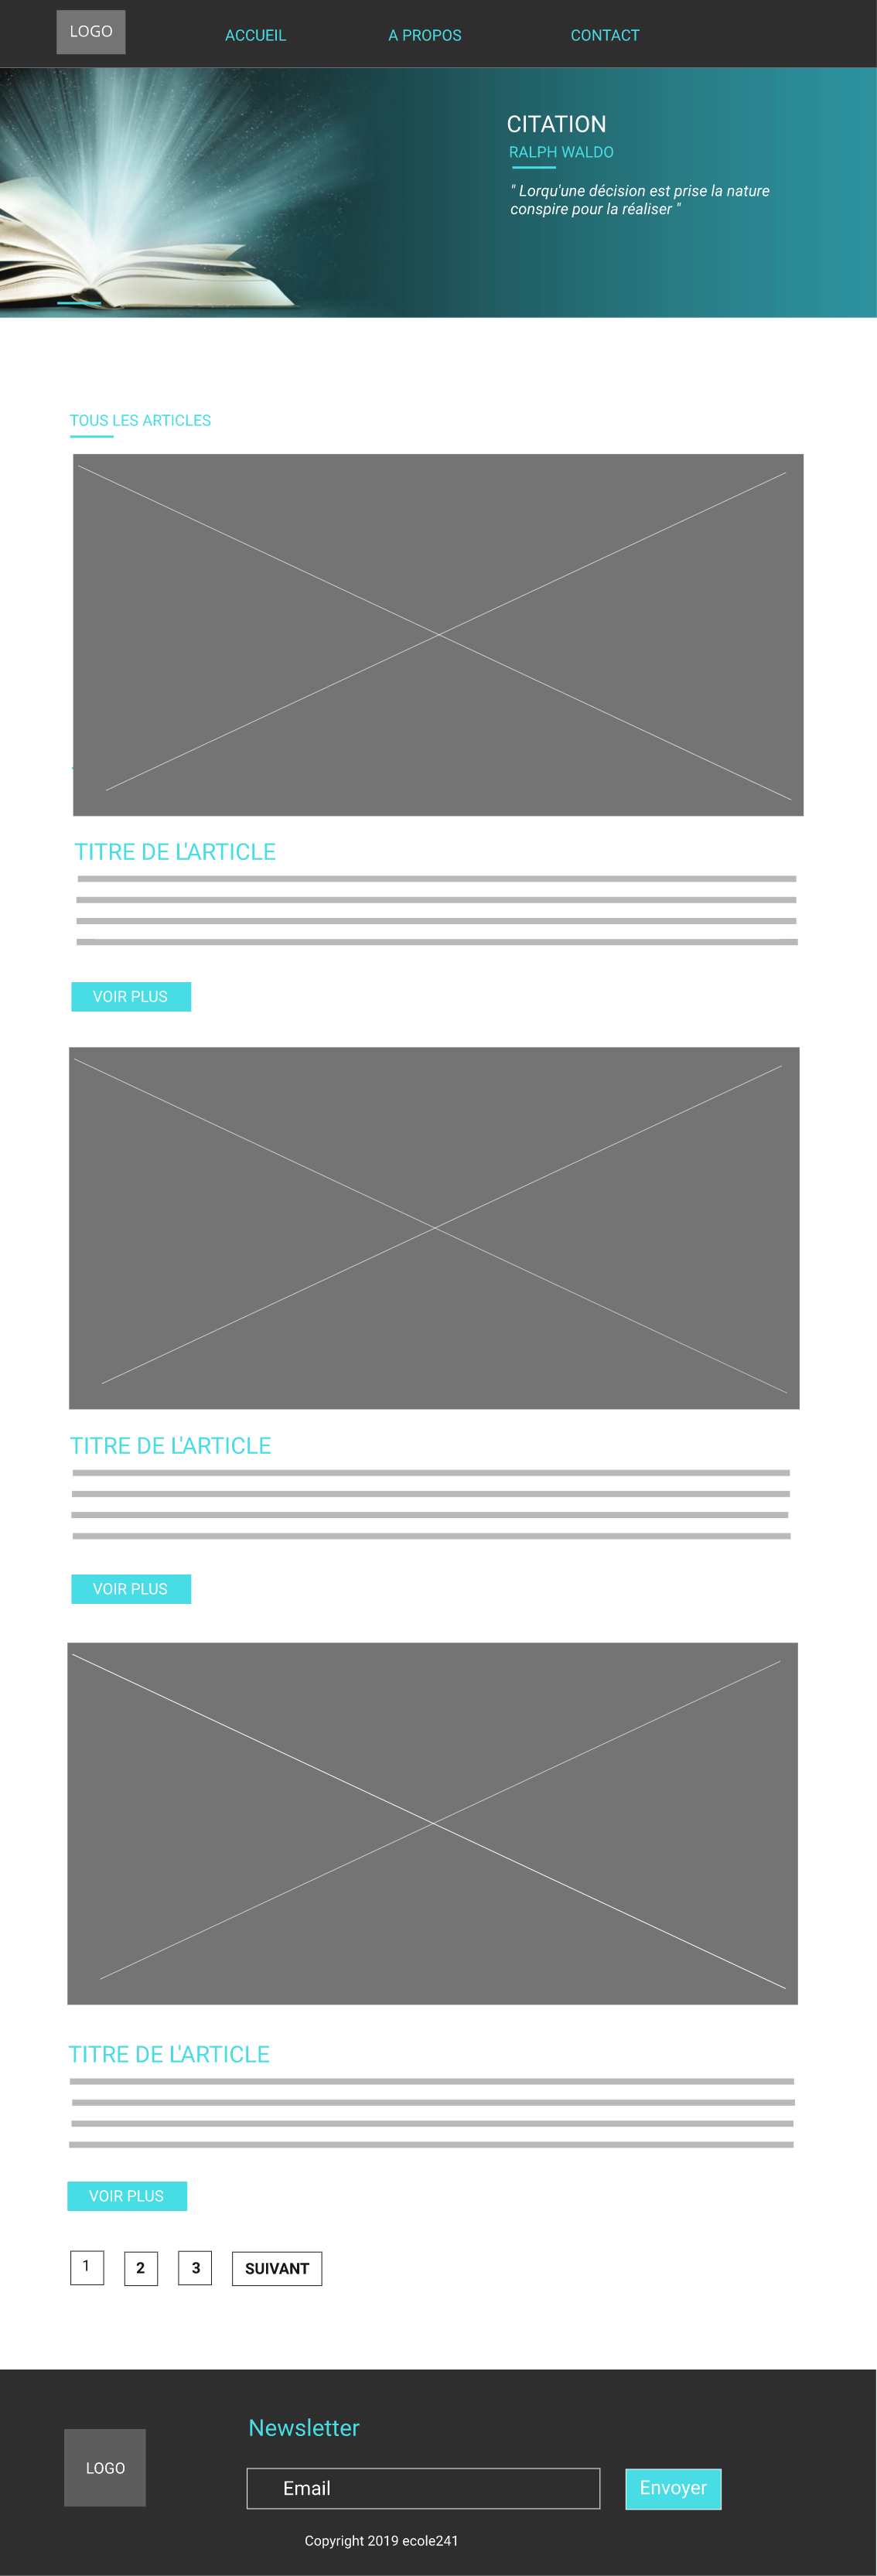 LOGO
ACCUEIL
A PROPOS
CONTACT
CITATION
RALPH WALDO
" Lorqu'une décision est prise la nature
conspire pour la réaliser "
TOUS LES ARTICLES
TITRE DE L'ARTICLE
VOIR PLUS
TITRE DE L'ARTICLE
VOIR PLUS
TITRE DE L'ARTICLE
VOIR PLUS
1
2
3
SUIVANT
LOGO
Newsletter
Email
Envoyer
Copyright 2019 ecole241